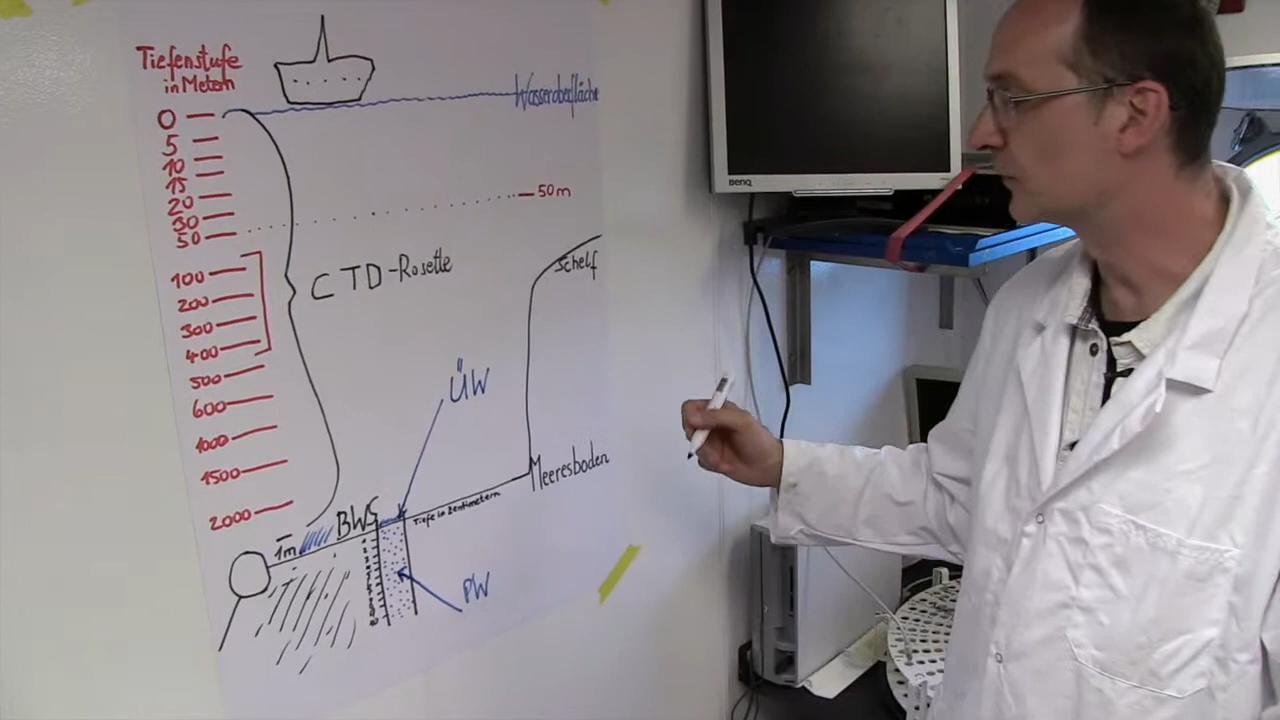 Tiefenstufe
in Metern
Wasseroberfläche
0
5
10
15
20
30
50
50 m
100
200
300
400
500
600
1000
1500
2000
CTD-Rosette
Schelf
ÜW
Meeresboden
BWS
Tiefe in Zentimetern
1m
PW
BenQ